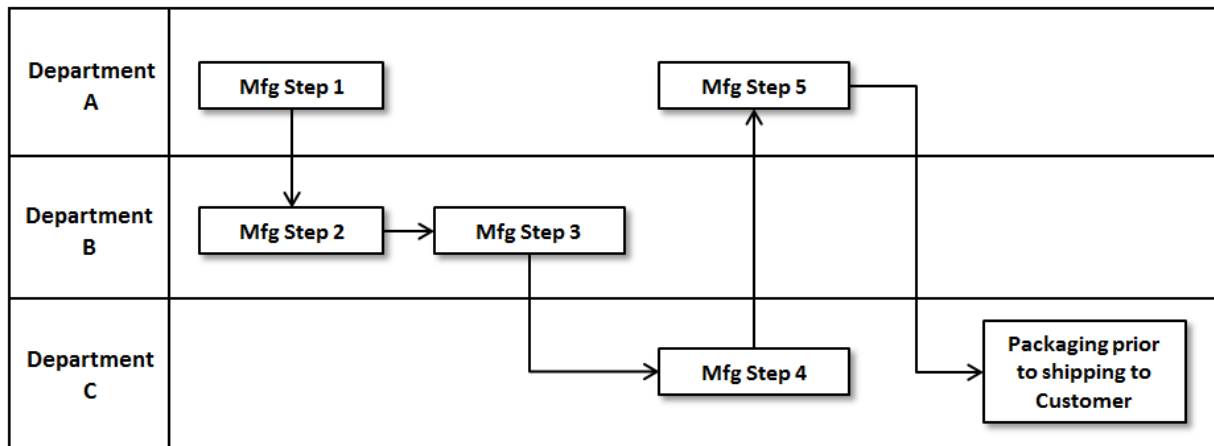 Department
A
Mfg Step 1
Mfg Step 5
Department
B
Mfg Step 2
Mfg Step 3
Department
C
Mfg Step 4
Packaging prior
to shipping to
Customer